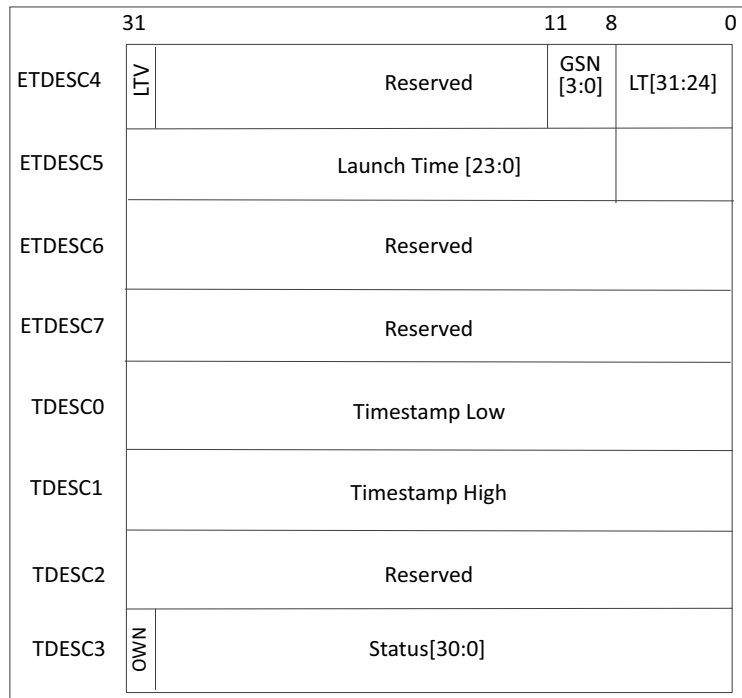 31 11 8 0
ETDESC4 LTV Reserved GSN [3:0] LT[31:24]
ETDESC5 Launch Time [23:0]
ETDESC6 Reserved
ETDESC7 Reserved
TDESC0 Timestamp Low
TDESC1 Timestamp High
TDESC2 Reserved
TDESC3 OWN Status[30:0]